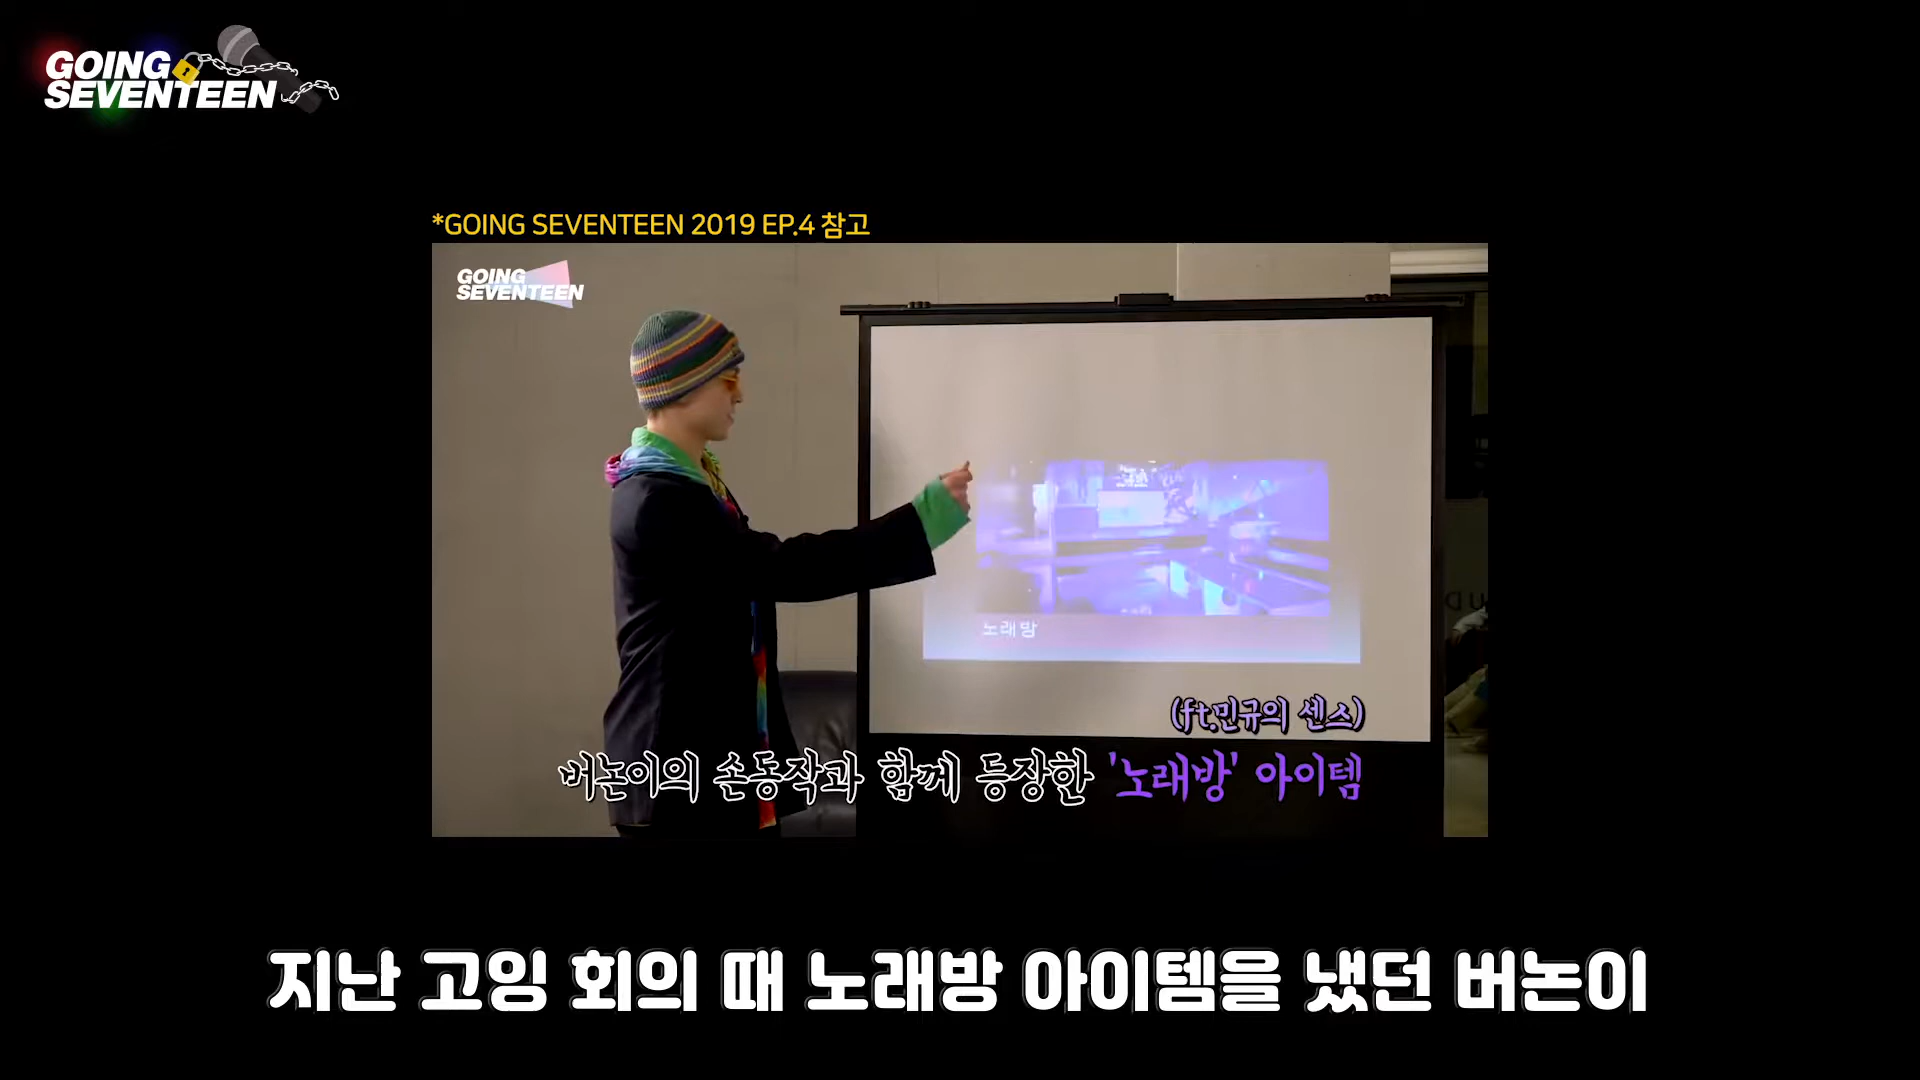 GOING
SEVENTEEN
*GOING SEVENTEEN 2019 EP.4 참고
GOING
SEVENTEEN
노래방
(ft.민규의 센스)
버논이의 손동작과 함께 등장한 '노래방' 아이템
지난 고잉 회의 때 노래방 아이템을 냈던 버논이